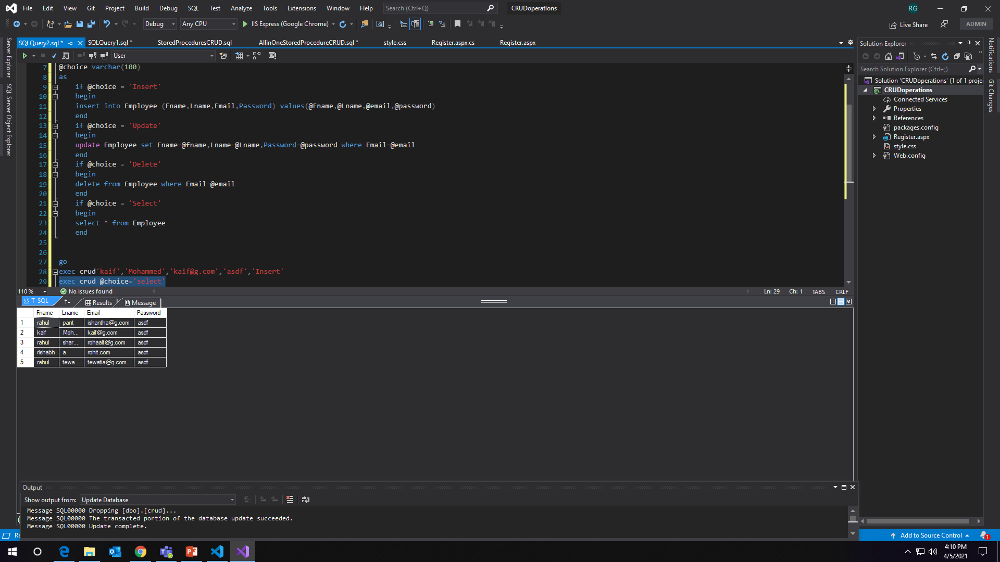 File Edit View Git Project Build Debug SQL Test Analyze Tools Extensions Window Help Search (Ctrl+Q) CRUDoperations RG
Debug Any CPU IIS Express (Google Chrome) Live Share ADMIN
SQLQuery2.sql * SQLQuery1.sql * StoredProceduresCRUD.sql AllinOneStoredProcedureCRUD.sql * style.css Register.aspx.cs Register.aspx
User
Server Explorer
SQL Server Object Explorer
7 @choice varchar(100)
8 as
9 if @choice = 'Insert'
10 begin
11 insert into Employee (Fname,Lname,Email,Password) values(@Fname,@Lname,@email,@password)
12 end
13 if @choice = 'Update'
14 begin
15 update Employee set Fname=@fname,Lname=@Lname,Password=@password where Email=@email
16 end
17 if @choice = 'Delete'
18 begin
19 delete from Employee where Email=@email
20 end
21 if @choice = 'Select'
22 begin
23 select * from Employee
24 end
25
26
27 go
28 exec crud'kaif','Mohammed','kaif@g.com','asdf','Insert'
29 exec crud @choice='select'
110 % No issues found Ln: 29 Ch: 1 TABS CRLF
T-SQL Results Message
Fname Lname Email Password
1 rahul pant ishantha@g.com asdf
2 kaif Moh... kaif@g.com asdf
3 rahul shar... rohaait@g.com asdf
4 rishabh a rohit.com asdf
5 rahul tewa... tewatia@g.com asdf
Output
Show output from: Update Database
Message SQL00000 Dropping [dbo].[crud]...
Message SQL00000 The transacted portion of the database update succeeded.
Message SQL00000 Update complete.
Solution Explorer
Search Solution Explorer (Ctrl+;)
Solution 'CRUDoperations' (1 of 1 proje
CRUDoperations
Connected Services
Properties
References
packages.config
Register.aspx
style.css
Web.config
Notifications
Git Changes
Re
Add to Source Control 1
4:10 PM
4/5/2021